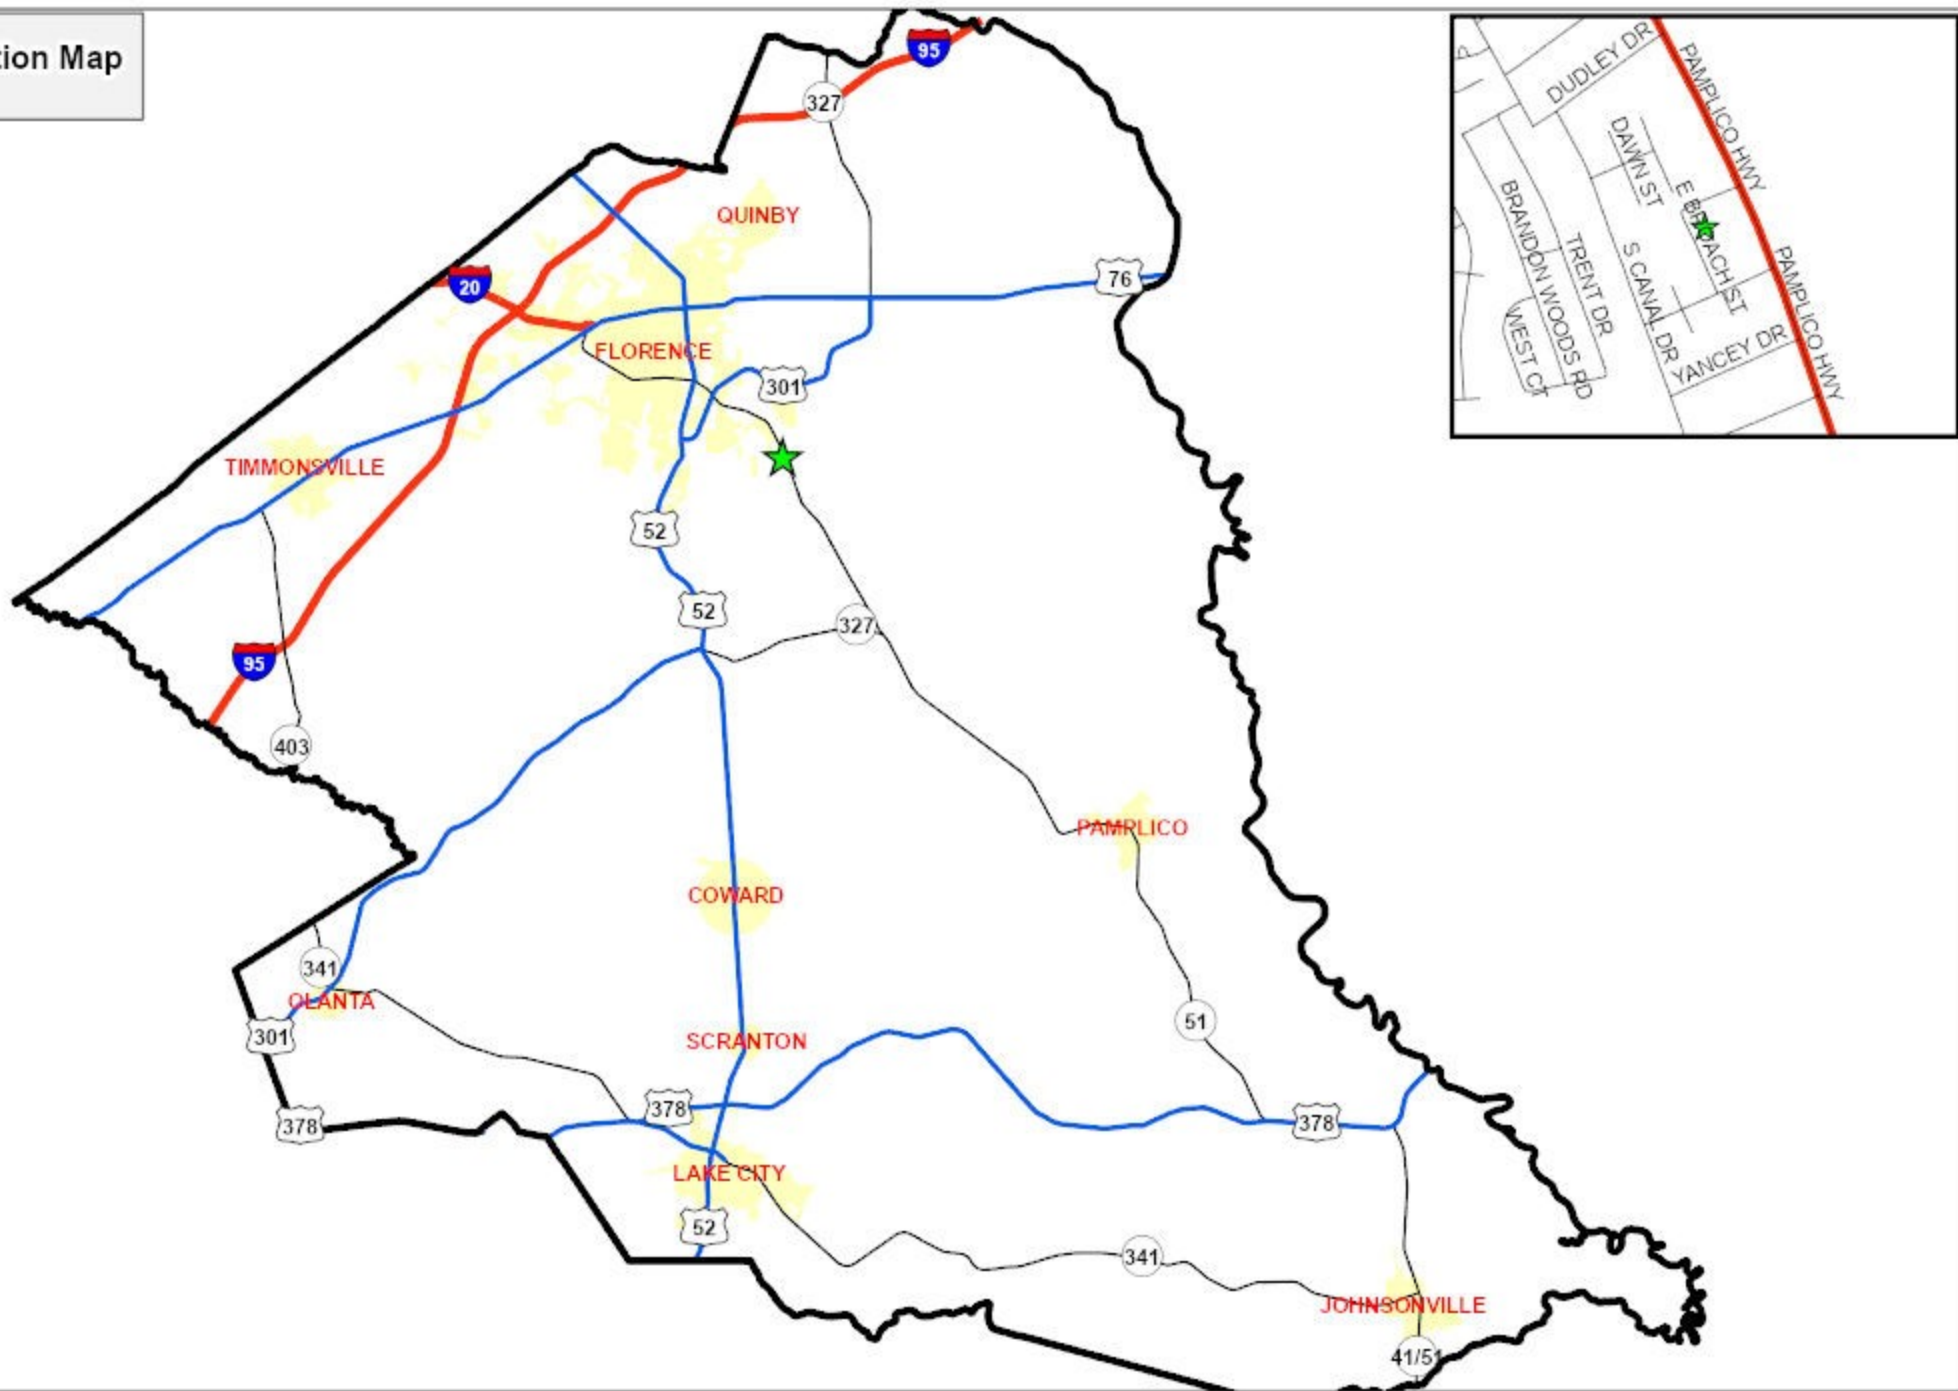 tion Map
95
327
QUINBY
20
76
FLORENCE
301
TIMMONSVILLE
52
52
327
95
403
PAMPLICO
COWARD
341
OLANTA
51
301
SCRANTON
378
378
378
LAKE CITY
52
341
JOHNSONVILLE
41/51
DUDLEY DR
PAMPLICO HWY
DAWN ST
E BROACH ST
BRANDON WOODS RD
TRENT DR
S CANAL DR
PAMPLICO HWY
WEST CT
YANCEY DR